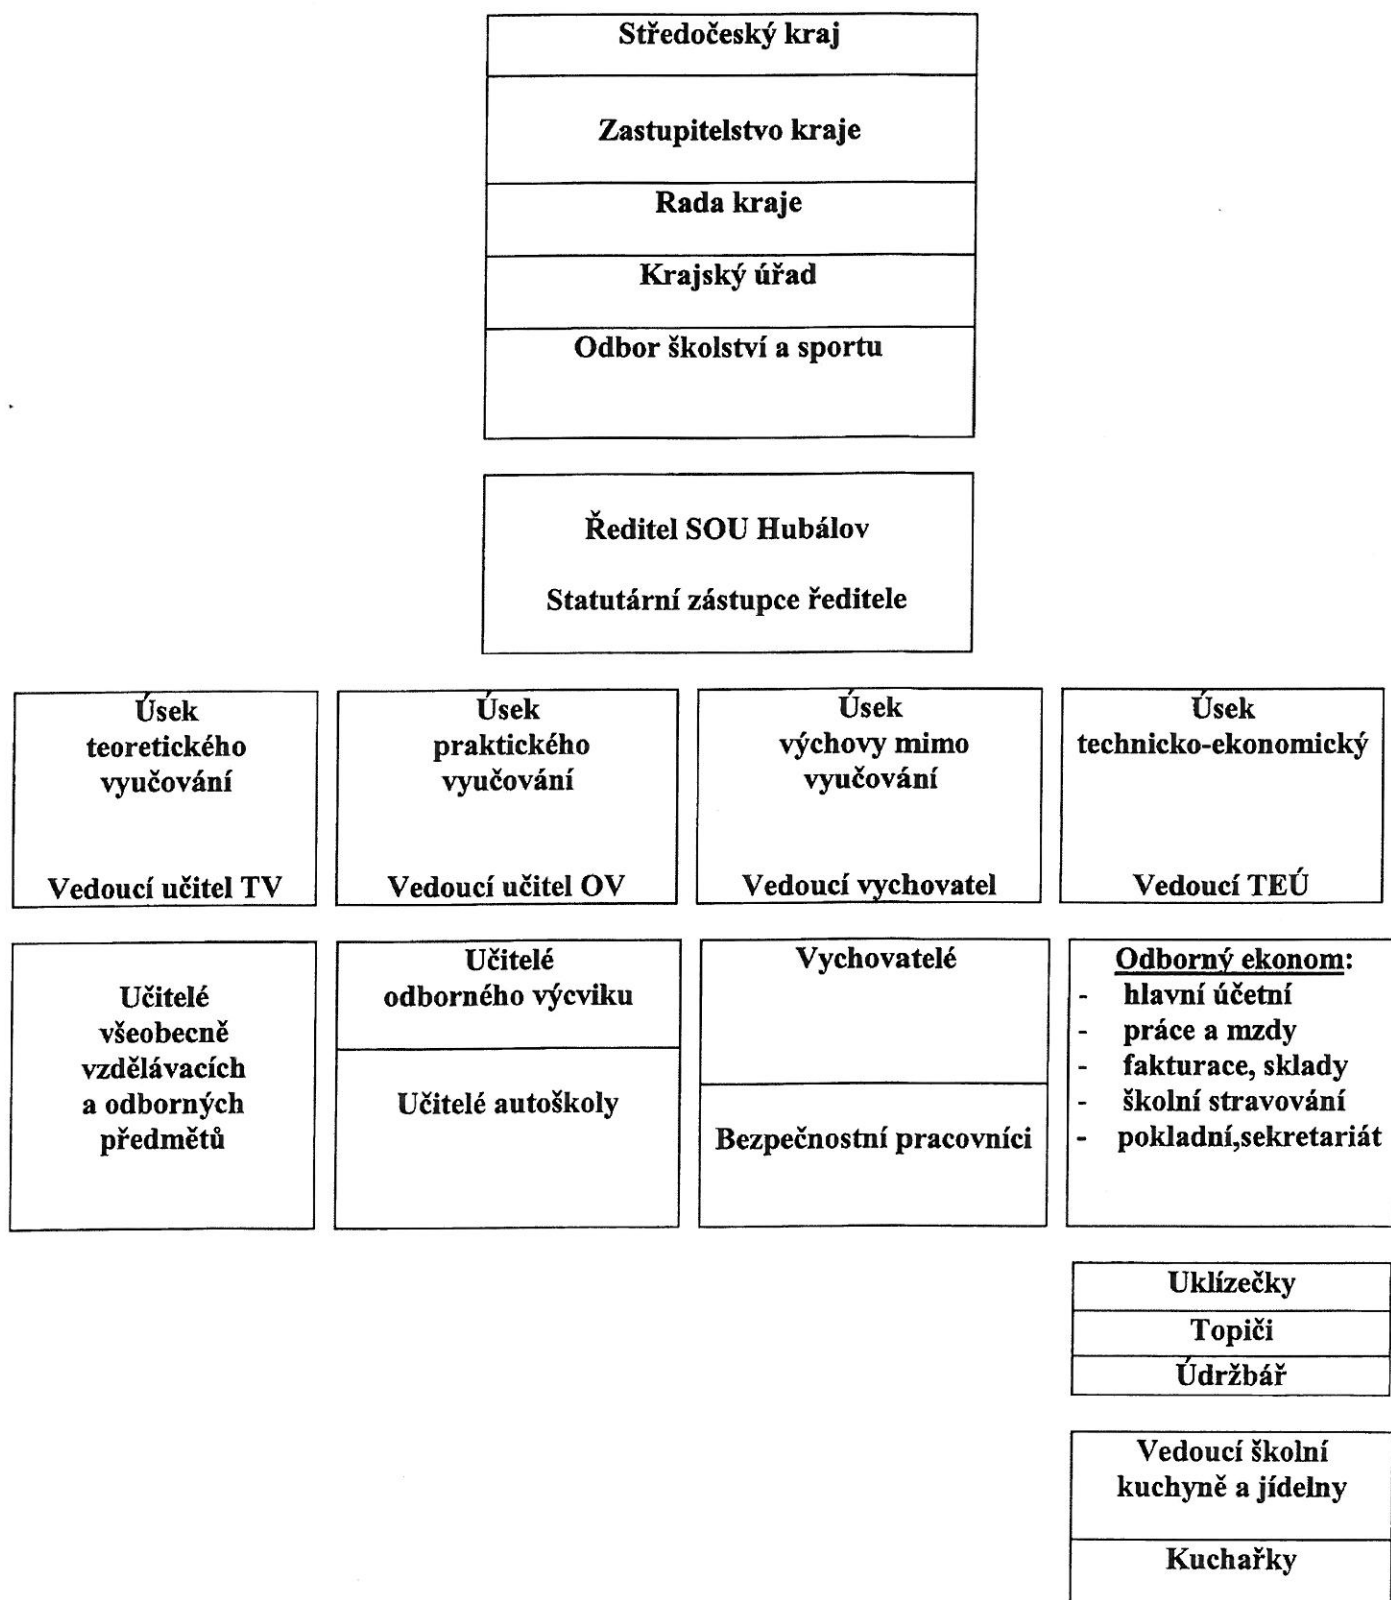 Středočeský kraj
Zastupitelstvo kraje
Rada kraje
Krajský úřad
Odbor školství a sportu
Ředitel SOU Hubálov
Statutární zástupce ředitele
Úsek
teoretického
vyučování
Vedoucí učitel TV
Úsek
praktického
vyučování
Vedoucí učitel OV
Úsek
výchovy mimo
vyučování
Vedoucí vychovatel
Úsek
technicko-ekonomický
Vedoucí TEÚ
Učitelé
všeobecně
vzdělávacích
a odborných
předmětů
Učitelé
odborného výcviku
Učitelé autoškoly
Vychovatelé
Bezpečnostní pracovníci
Odborný ekonom:
- hlavní účetní
- práce a mzdy
- fakturace, sklady
- školní stravování
- pokladní,sekretariát
Uklízečky
Topiči
Údržbář
Vedoucí školní
kuchyně a jídelny
Kuchařky